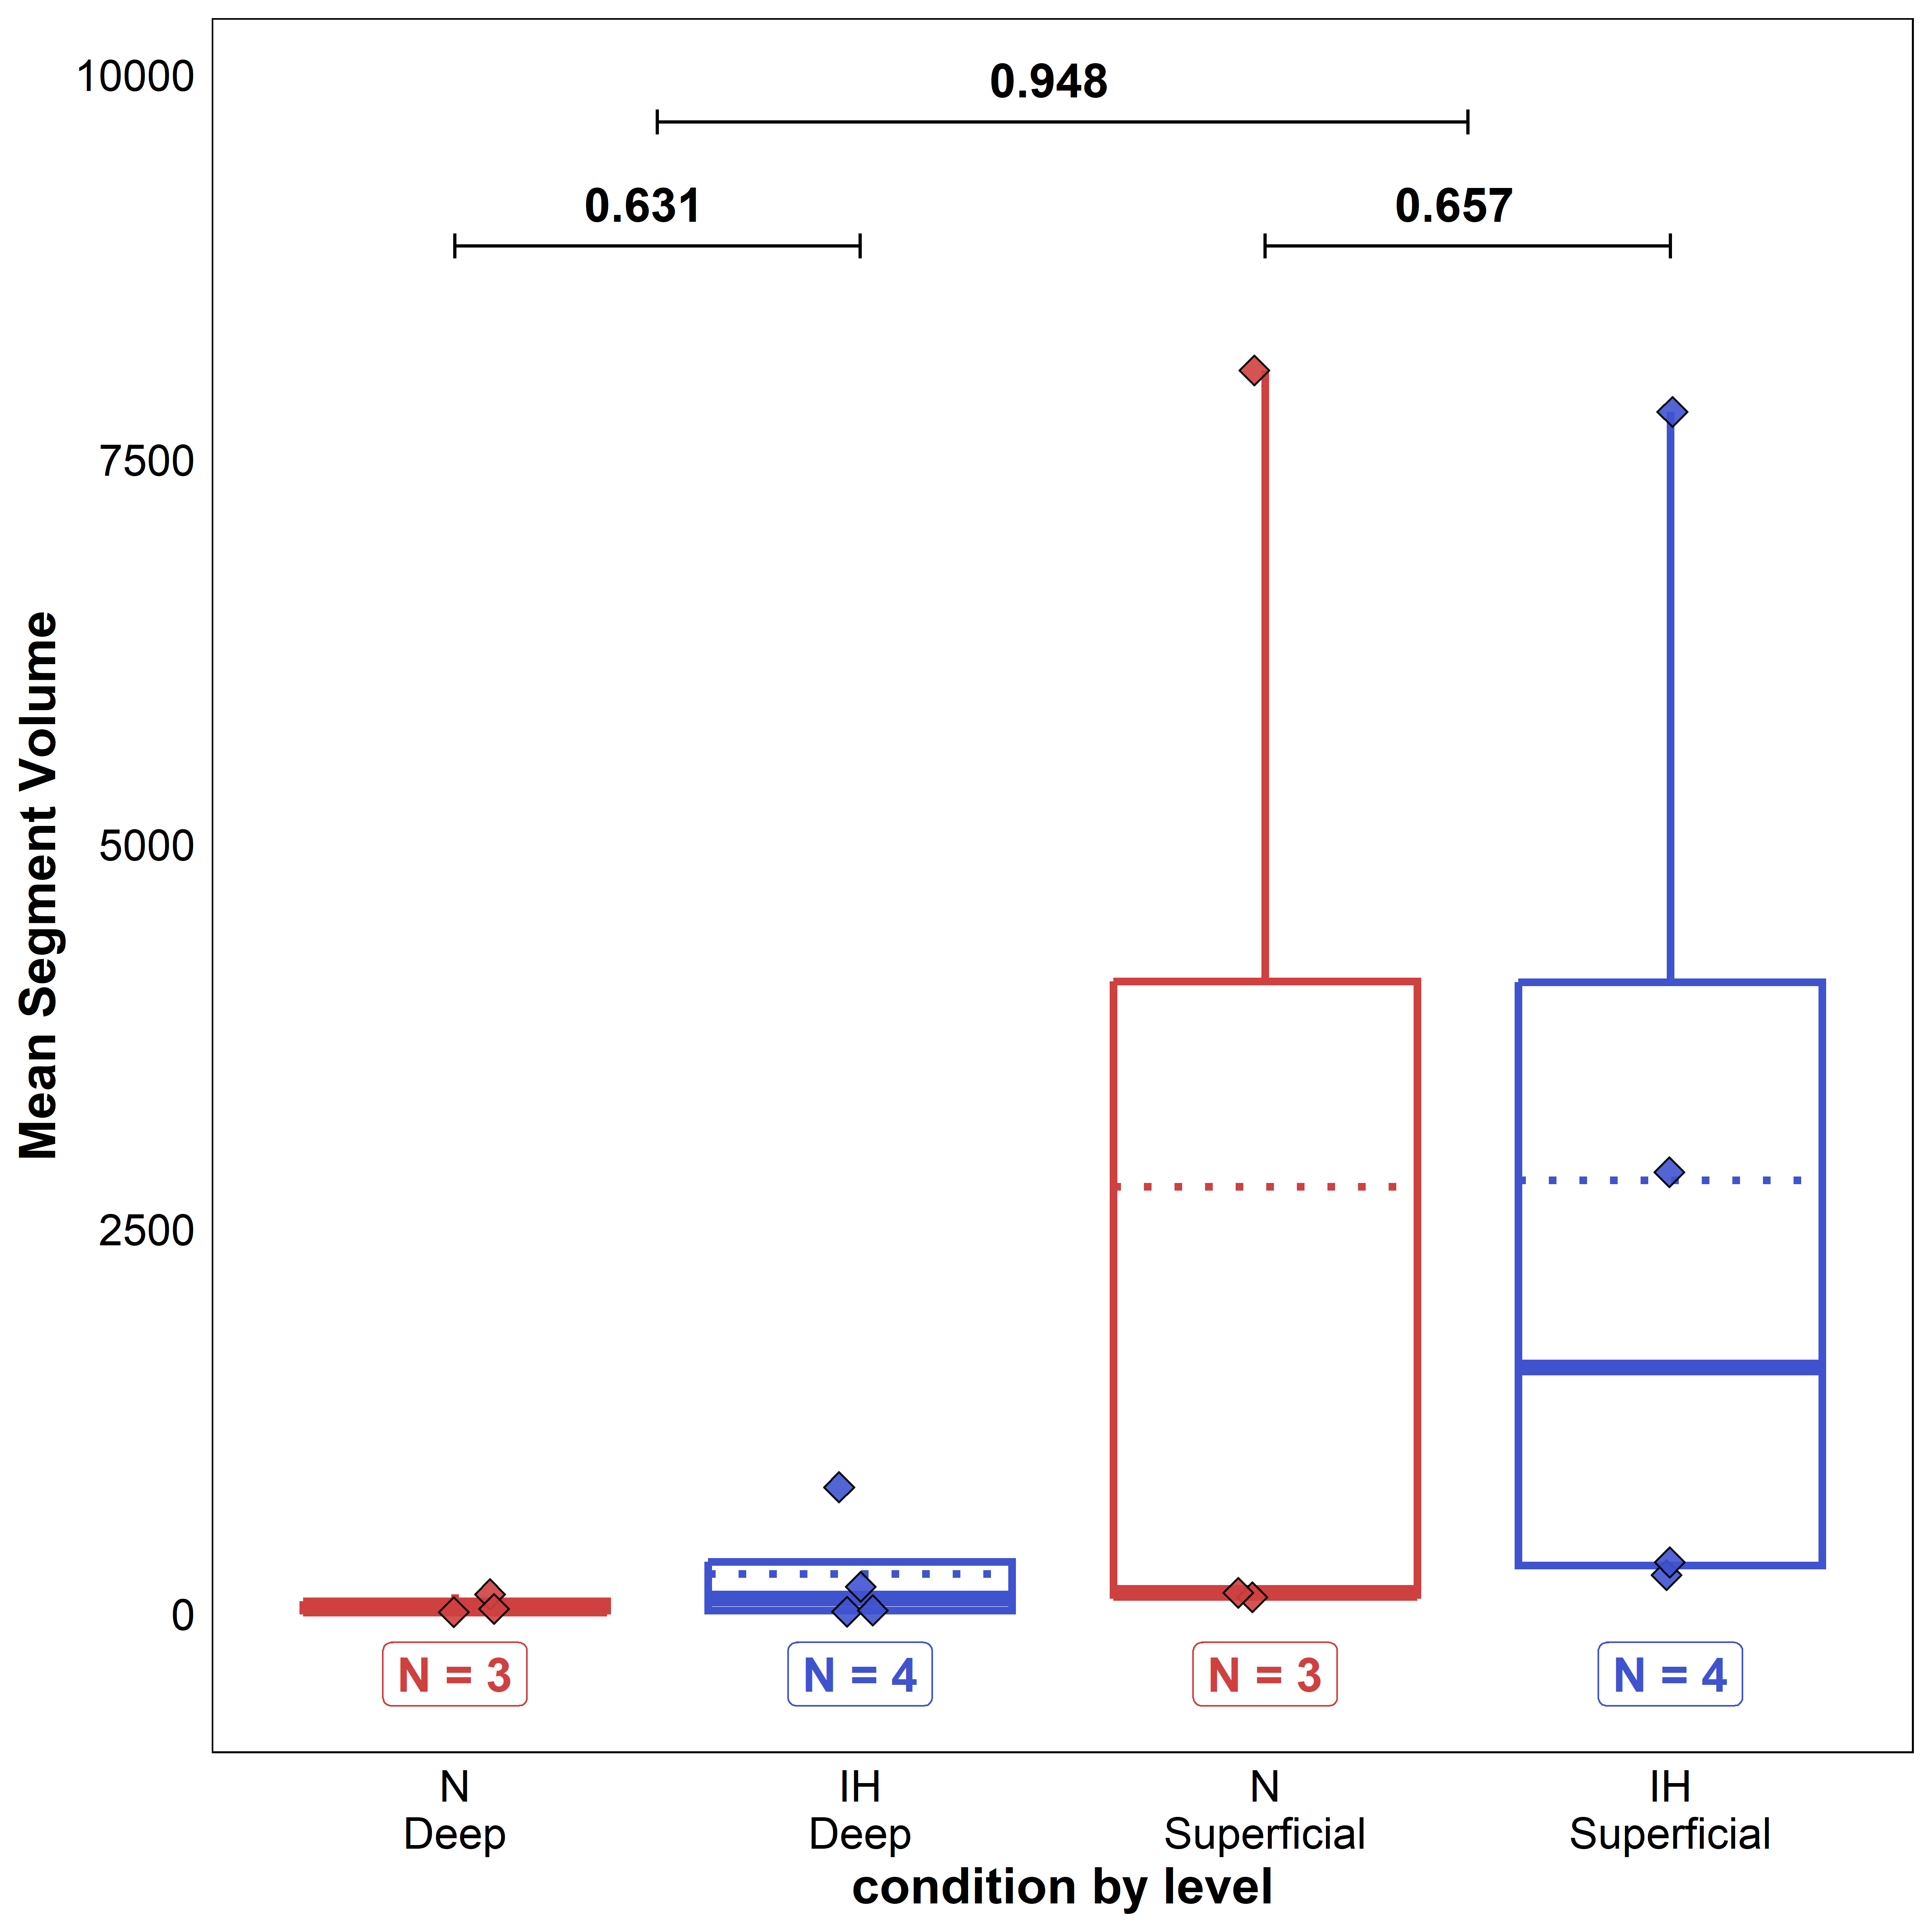 10000
7500
5000
2500
0
Mean Segment Volume
0.948
0.631
0.657
N = 3
N = 4
N = 3
N = 4
N
Deep
IH
Deep
N
Superficial
IH
Superficial
condition by level